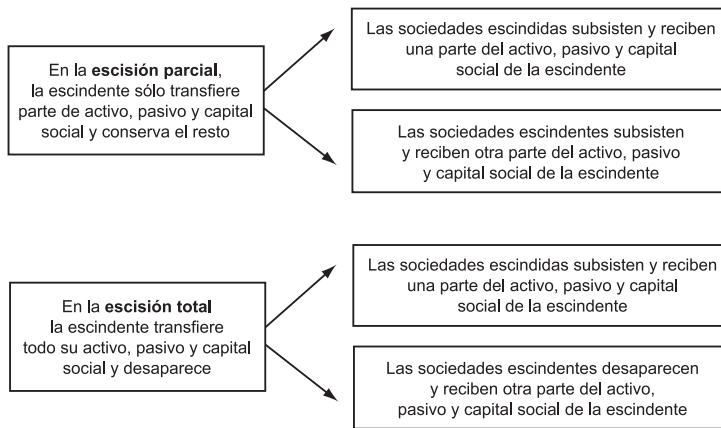 En la escisión parcial,
la escindente sólo transfiere
parte de activo, pasivo y capital
social y conserva el resto
Las sociedades escindidas subsisten y reciben
una parte del activo, pasivo y capital
social de la escindente
Las sociedades escindentes subsisten
y reciben otra parte del activo, pasivo
y capital social de la escindente
En la escisión total
la escindente transfiere
todo su activo, pasivo y capital
social y desaparece
Las sociedades escindidas subsisten y reciben
una parte del activo, pasivo y capital
social de la escindente
Las sociedades escindentes desaparecen
y reciben otra parte del activo,
pasivo y capital social de la escindente